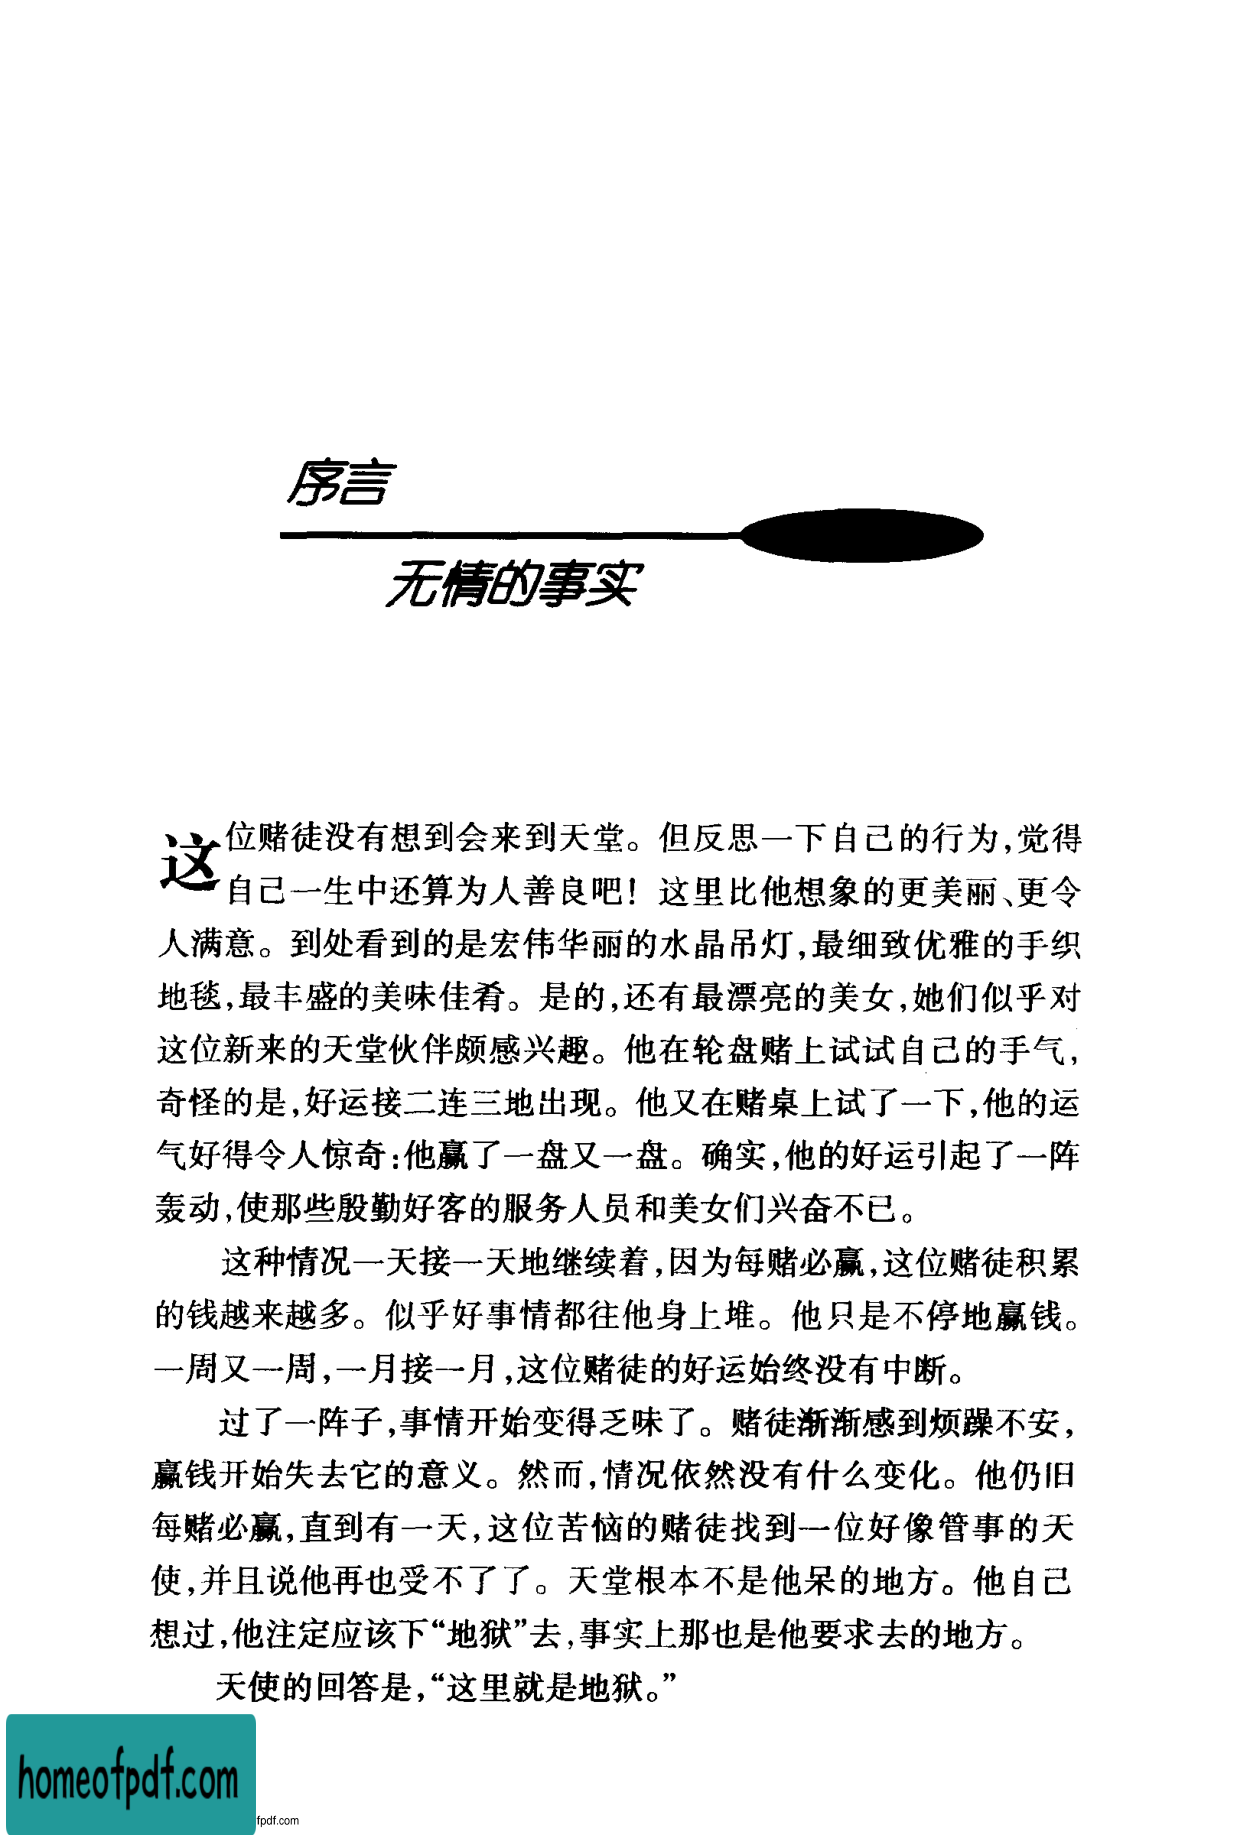 序言
无情的事实
这位赌徒没有想到会来到天堂。但反思一下自己的行为,觉得
自己一生中还算为人善良吧! 这里比他想象的更美丽、更令
人满意。到处看到的是宏伟华丽的水晶吊灯,最细致优雅的手织
地毯,最丰盛的美味佳肴。是的,还有最漂亮的美女,她们似乎对
这位新来的天堂伙伴颇感兴趣。他在轮盘赌上试试自己的手气,
奇怪的是,好运接二连三地出现。他又在赌桌上试了一下,他的运
气好得令人惊奇:他赢了一盘又一盘。确实,他的好运引起了一阵
轰动,使那些殷勤好客的服务人员和美女们兴奋不已。
这种情况一天接一天地继续着,因为每赌必赢,这位赌徒积累
的钱越来越多。似乎好事情都往他身上堆。他只是不停地赢钱。
一周又一周,一月接一月,这位赌徒的好运始终没有中断。
过了一阵子,事情开始变得乏味了。赌徒渐渐感到烦躁不安,
赢钱开始失去它的意义。然而,情况依然没有什么变化。他仍旧
每赌必赢,直到有一天,这位苦恼的赌徒找到一位好像管事的天
使,并且说他再也受不了了。天堂根本不是他呆的地方。他自己
想过,他注定应该下“地狱”去,事实上那也是他要求去的地方。
天使的回答是,“这里就是地狱。”
homeofpdf.com
fpdf.com